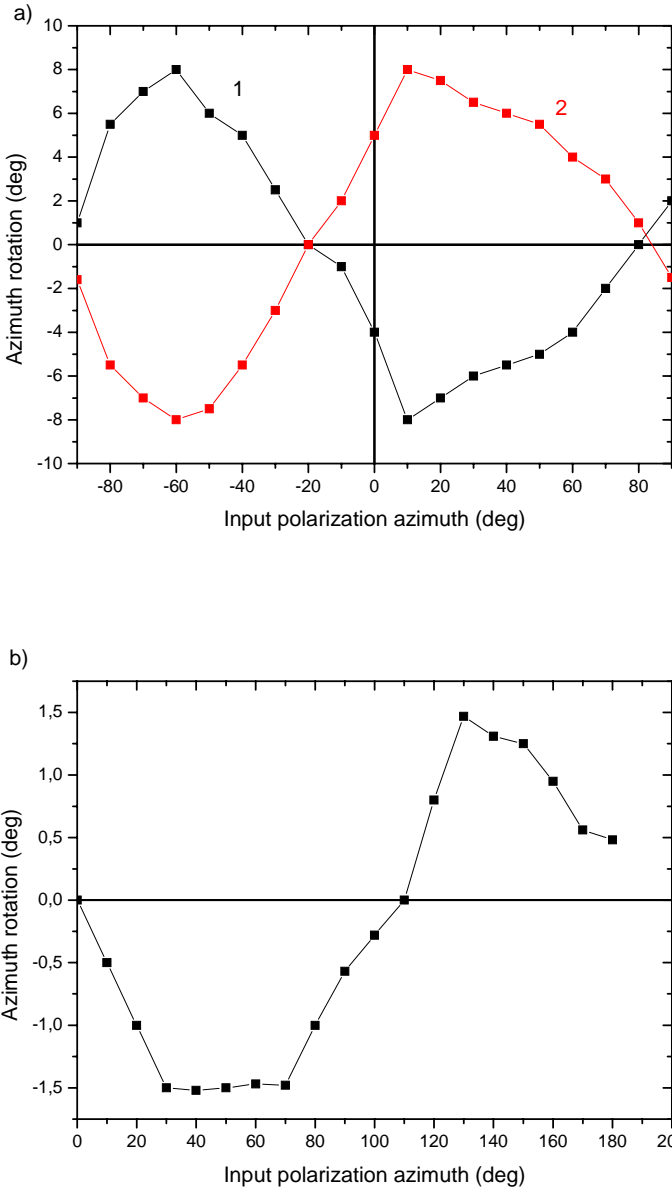 a)
10
8
6
4
2
0
-2
-4
-6
-8
-10
Azimuth rotation (deg)
1
2
-80 -60 -40 -20 0 20 40 60 80
Input polarization azimuth (deg)
b)
1,5
1,0
0,5
0,0
-0,5
-1,0
-1,5
Azimuth rotation (deg)
0 20 40 60 80 100 120 140 160 180 200
Input polarization azimuth (deg)